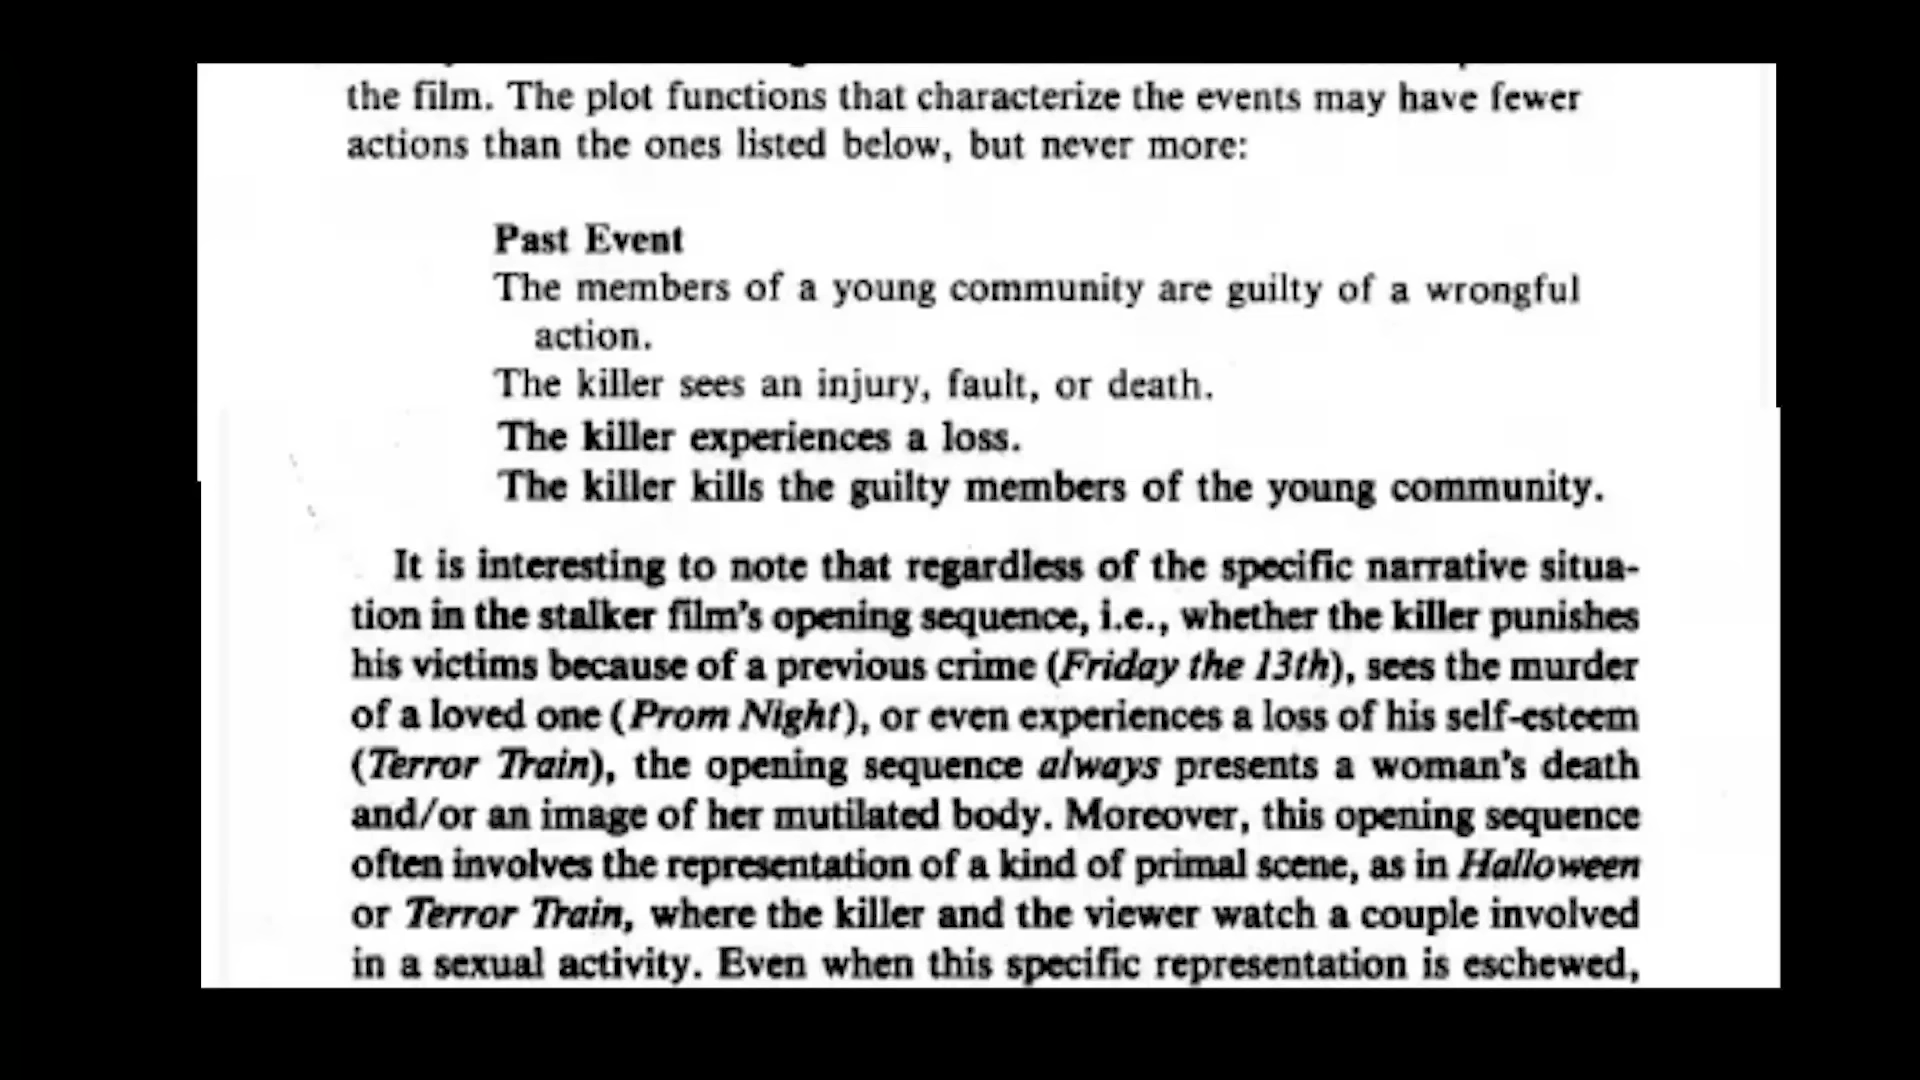 the film. The plot functions that characterize the events may have fewer
actions than the ones listed below, but never more:
Past Event
The members of a young community are guilty of a wrongful
action.
The killer sees an injury, fault, or death.
The killer experiences a loss.
The killer kills the guilty members of the young community.
It is interesting to note that regardless of the specific narrative situa-
tion in the stalker film's opening sequence, i.e., whether the killer punishes
his victims because of a previous crime (Friday the 13th), sees the murder
of a loved one (Prom Night), or even experiences a loss of his self-esteem
(Terror Train), the opening sequence always presents a woman's death
and/or an image of her mutilated body. Moreover, this opening sequence
often involves the representation of a kind of primal scene, as in Halloween
or Terror Train, where the killer and the viewer watch a couple involved
in a sexual activity. Even when this specific representation is eschewed,